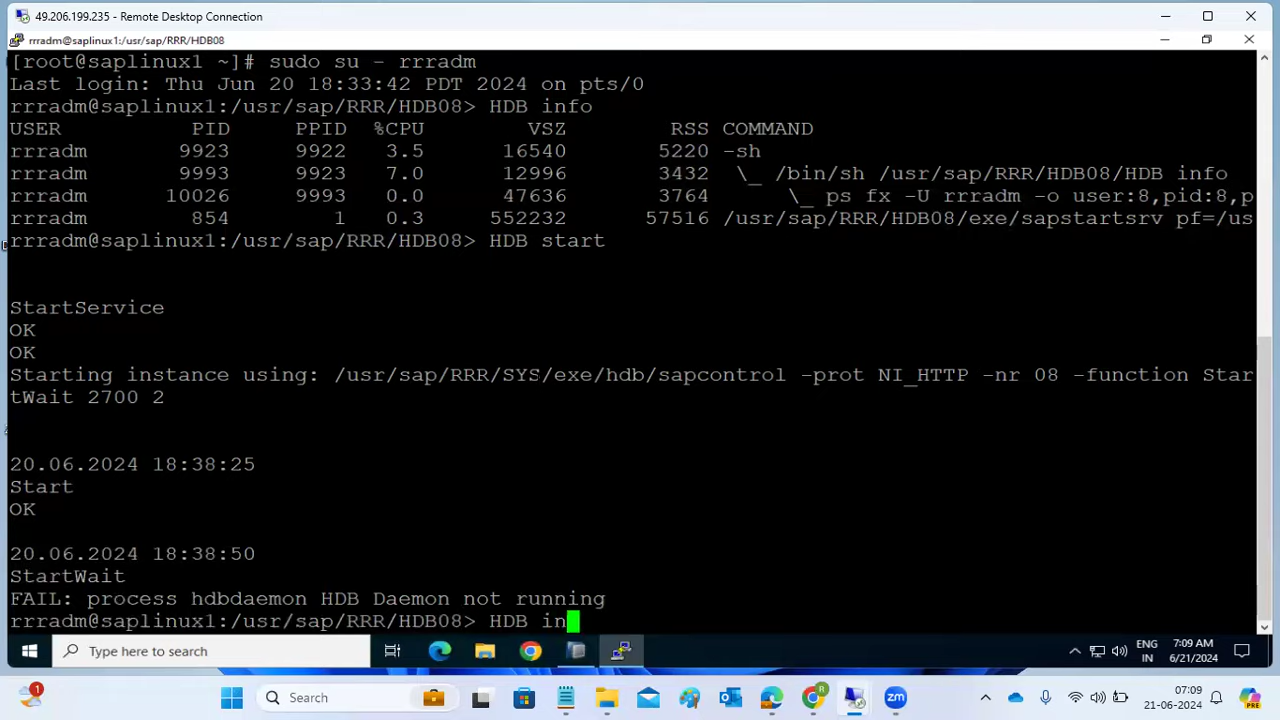 49.206.199.235 - Remote Desktop Connection
rrradm@saplinux1:/usr/sap/RRR/HDB08
[root@saplinux1 ~]# sudo su - rrradm
Last login: Thu Jun 20 18:33:42 PDT 2024 on pts/0
rrradm@saplinux1:/usr/sap/RRR/HDB08> HDB info
USER PID PPID %CPU VSZ RSS COMMAND
rrradm 9923 9922 3.5 16540 5220 -sh
rrradm 9993 9923 7.0 12996 3432 \_ /bin/sh /usr/sap/RRR/HDB08/HDB info
rrradm 10026 9993 0.0 47636 3764 \_ ps fx -U rrradm -o user:8,pid:8,p
rrradm 854 1 0.3 552232 57516 /usr/sap/RRR/HDB08/exe/sapstartsrv pf=/us
rrradm@saplinux1:/usr/sap/RRR/HDB08> HDB start
StartService
OK
OK
Starting instance using: /usr/sap/RRR/SYS/exe/hdb/sapcontrol -prot NI_HTTP -nr 08 -function Star
tWait 2700 2
20.06.2024 18:38:25
Start
OK
20.06.2024 18:38:50
StartWait
FAIL: process hdbdaemon HDB Daemon not running
rrradm@saplinux1:/usr/sap/RRR/HDB08> HDB in
Type here to search
ENG
IN
7:09 AM
6/21/2024
1
Search
zm
07:09
21-06-2024
PRE